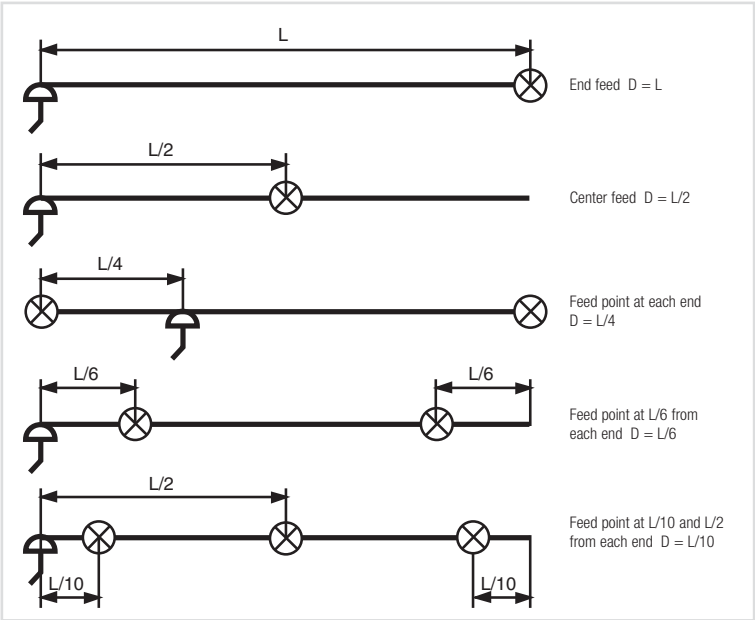 L
End feed D = L
L/2
Center feed D = L/2
L/4
Feed point at each end
D = L/4
L/6
L/6
Feed point at L/6 from
each end D = L/6
L/2
Feed point at L/10 and L/2
from each end D = L/10
L/10
L/10